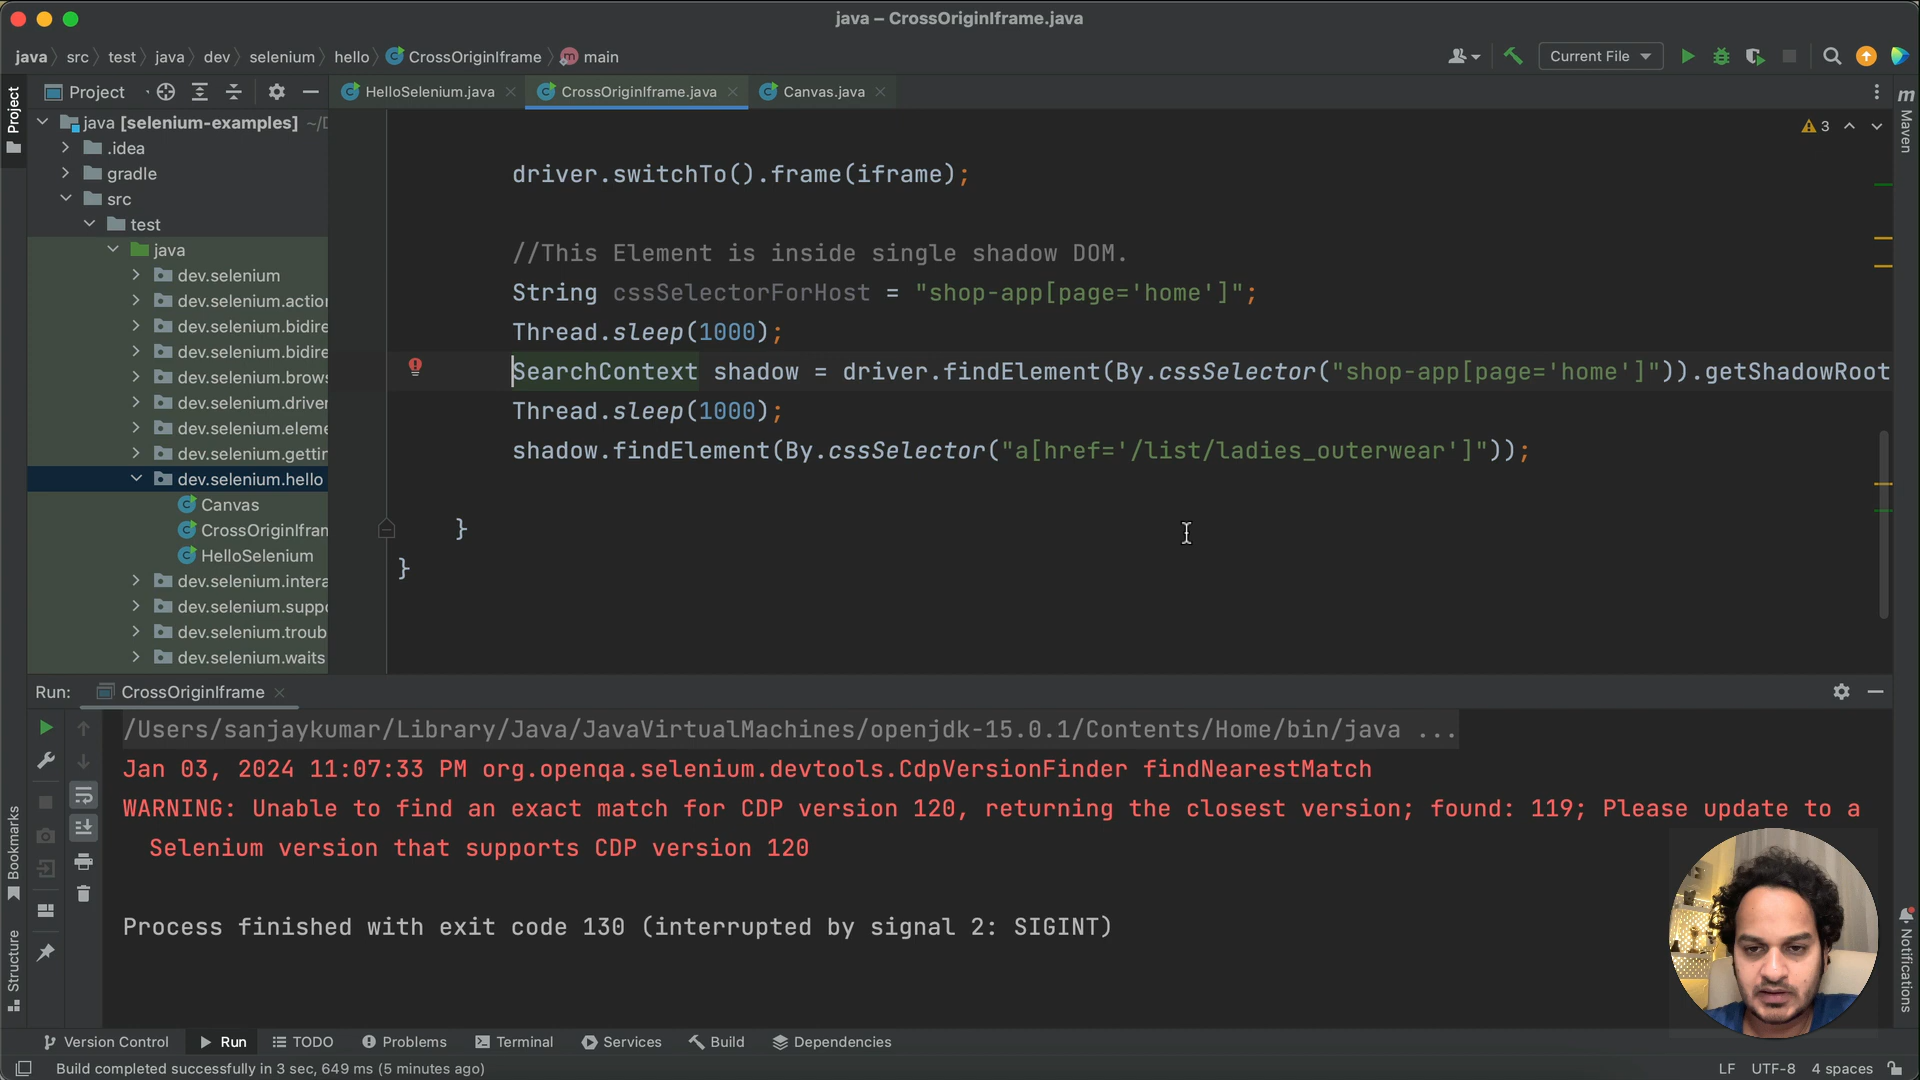 java – CrossOriginIframe.java
java src test java dev selenium hello CrossOriginIframe main
Current File
Project
HelloSelenium.java
CrossOriginIframe.java
Canvas.java
Project
Maven
3
java [selenium-examples] ~/D
.idea
gradle
src
test
java
dev.selenium
dev.selenium.action
dev.selenium.bidire
dev.selenium.bidire
dev.selenium.brows
dev.selenium.driver
dev.selenium.eleme
dev.selenium.gettin
dev.selenium.hello
Canvas
CrossOriginIfran
HelloSelenium
dev.selenium.intera
dev.selenium.suppo
dev.selenium.troub
dev.selenium.waits
driver.switchTo().frame(iframe);
//This Element is inside single shadow DOM.
String cssSelectorForHost = "shop-app[page='home']";
Thread.sleep(1000);
SearchContext shadow = driver.findElement(By.cssSelector("shop-app[page='home']")).getShadowRoot
Thread.sleep(1000);
shadow.findElement(By.cssSelector("a[href='/list/ladies_outerwear']"));
}
}
Run: CrossOriginIframe
/Users/sanjaykumar/Library/Java/JavaVirtualMachines/openjdk-15.0.1/Contents/Home/bin/java ...
Jan 03, 2024 11:07:33 PM org.openqa.selenium.devtools.CdpVersionFinder findNearestMatch
WARNING: Unable to find an exact match for CDP version 120, returning the closest version; found: 119; Please update to a
Selenium version that supports CDP version 120
Process finished with exit code 130 (interrupted by signal 2: SIGINT)
Bookmarks
Structure
Notifications
Version Control
Run
TODO
Problems
Terminal
Services
Build
Dependencies
Build completed successfully in 3 sec, 649 ms (5 minutes ago)
LF UTF-8 4 spaces